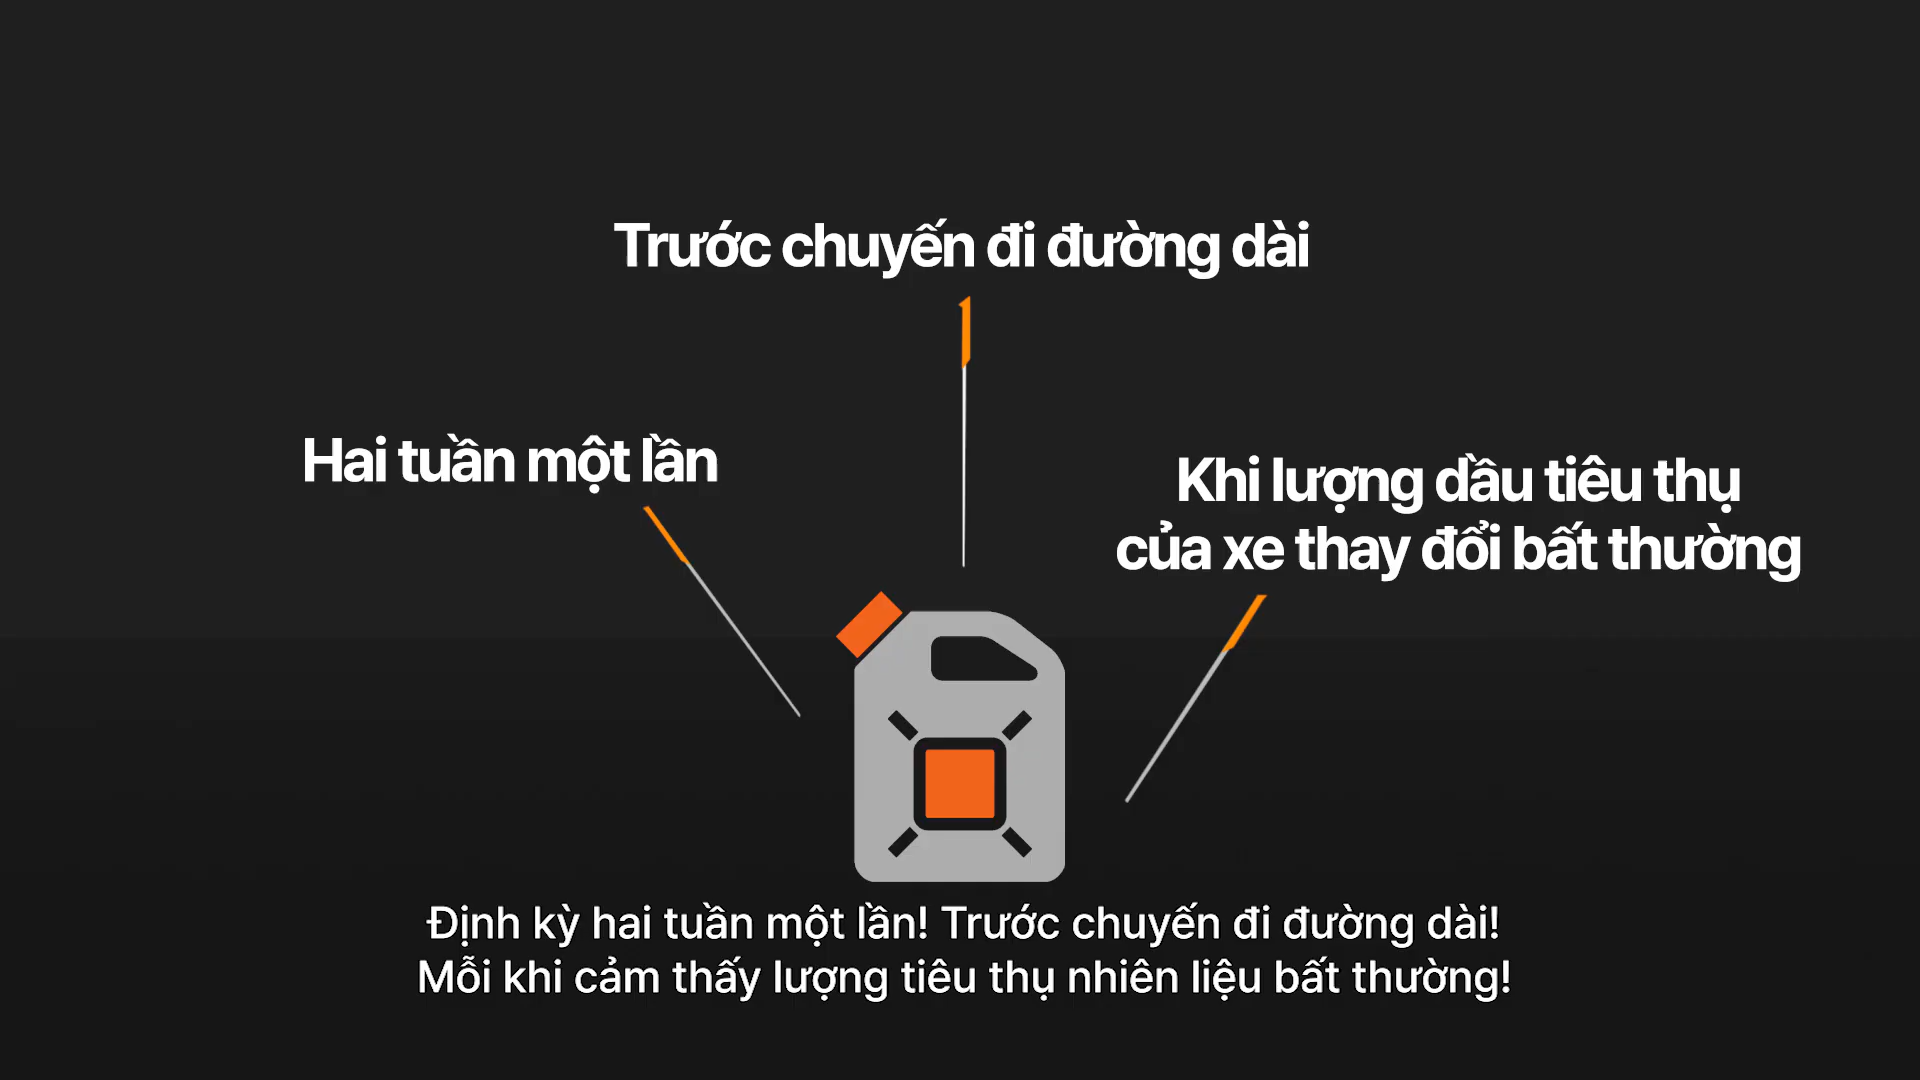 Trước chuyến đi đường dài
Hai tuần một lần
Khi lượng dầu tiêu thụ
của xe thay đổi bất thường
Định kỳ hai tuần một lần! Trước chuyến đi đường dài!
Mỗi khi cảm thấy lượng tiêu thụ nhiên liệu bất thường!